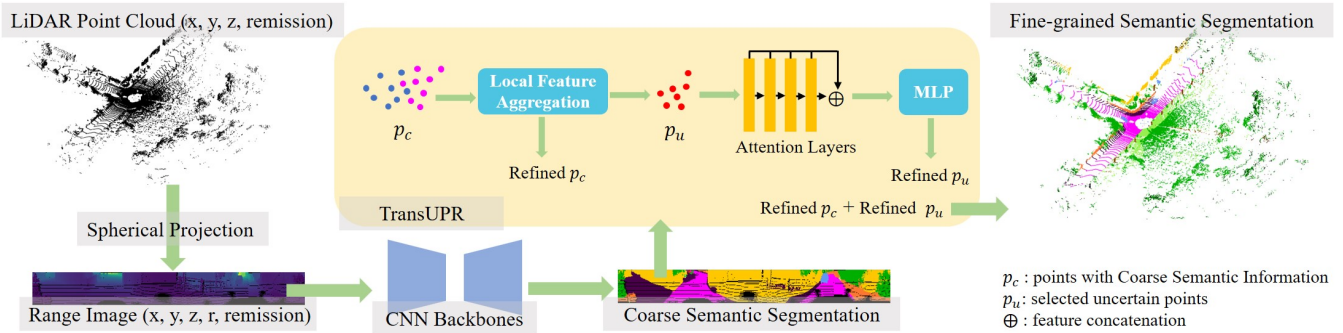 LiDAR Point Cloud (x, y, z, remission)
Spherical Projection
Range Image (x, y, z, r, remission)
CNN Backbones
Coarse Semantic Segmentation
TransUPR
p_c
Local Feature
Aggregation
Refined p_c
p_u
Attention Layers
MLP
Refined p_u
Refined p_c + Refined p_u
Fine-grained Semantic Segmentation
p_c : points with Coarse Semantic Information
p_u : selected uncertain points
⊕ : feature concatenation